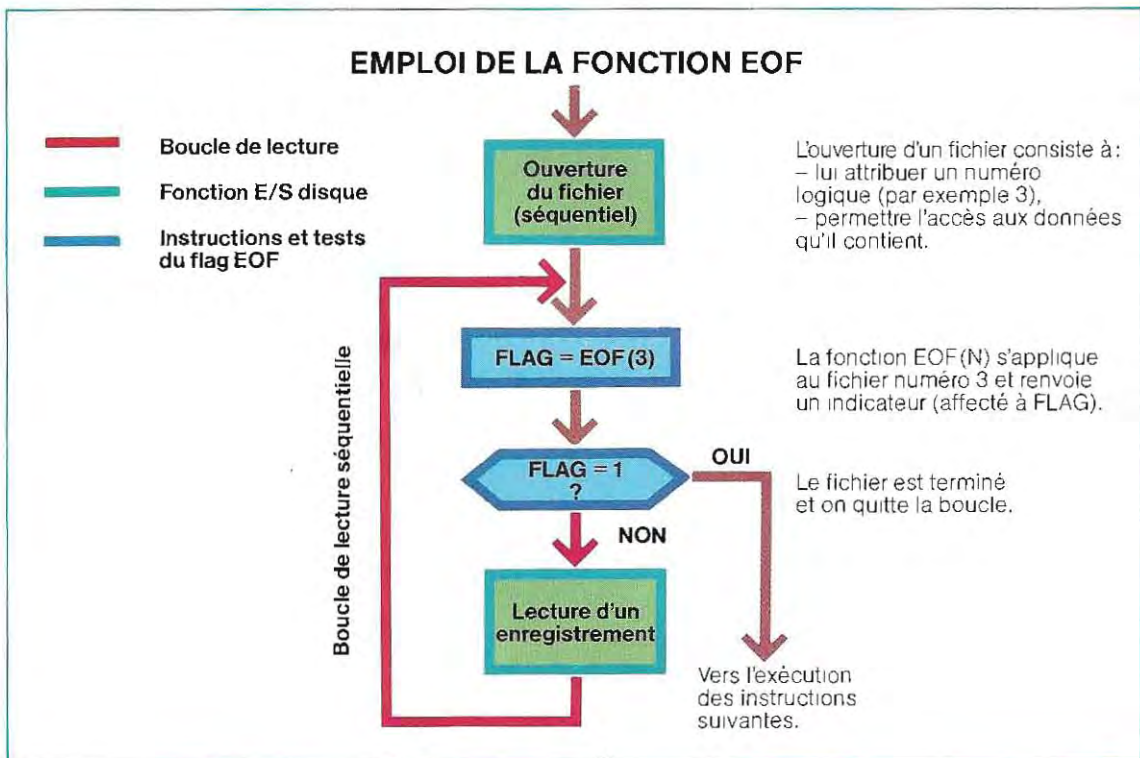 EMPLOI DE LA FONCTION EOF
Boucle de lecture
Fonction E/S disque
Instructions et tests
du flag EOF
Ouverture
du fichier
(séquentiel)
L'ouverture d'un fichier consiste à:
– lui attribuer un numéro
logique (par exemple 3),
– permettre l'accès aux données
qu'il contient.
Boucle de lecture séquentielle
FLAG = EOF(3)
La fonction EOF(N) s'applique
au fichier numéro 3 et renvoie
un indicateur (affecté à FLAG).
FLAG = 1
?
OUI
Le fichier est terminé
et on quitte la boucle.
NON
Lecture d'un
enregistrement
Vers l'exécution
des instructions
suivantes.